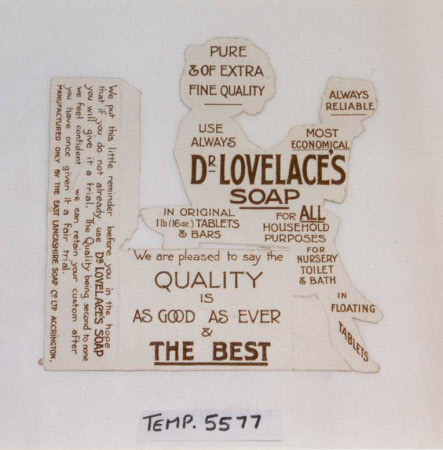 PURE
& OF EXTRA
FINE QUALITY
ALWAYS
RELIABLE
USE
ALWAYS
MOST
ECONOMICAL
DR LOVELACE'S
SOAP
IN ORIGINAL
1 lb (16 oz) TABLETS
& BARS
FOR ALL
HOUSEHOLD
PURPOSES
FOR
NURSERY
TOILET
& BATH
IN
FLOATING
TABLETS
We are pleased to say the
QUALITY
IS
AS GOOD AS EVER
&
THE BEST
We put this little reminder before you in the hope
that if you do not already use DR LOVELACE'S SOAP
you will give it a trial. The Quality being second to none
we feel confident we can retain your custom after
you have once given it a fair trial.
MANUFACTURED ONLY BY THE EAST LANCASHIRE SOAP Co LTD ACCRINGTON.
TEMP. 5577